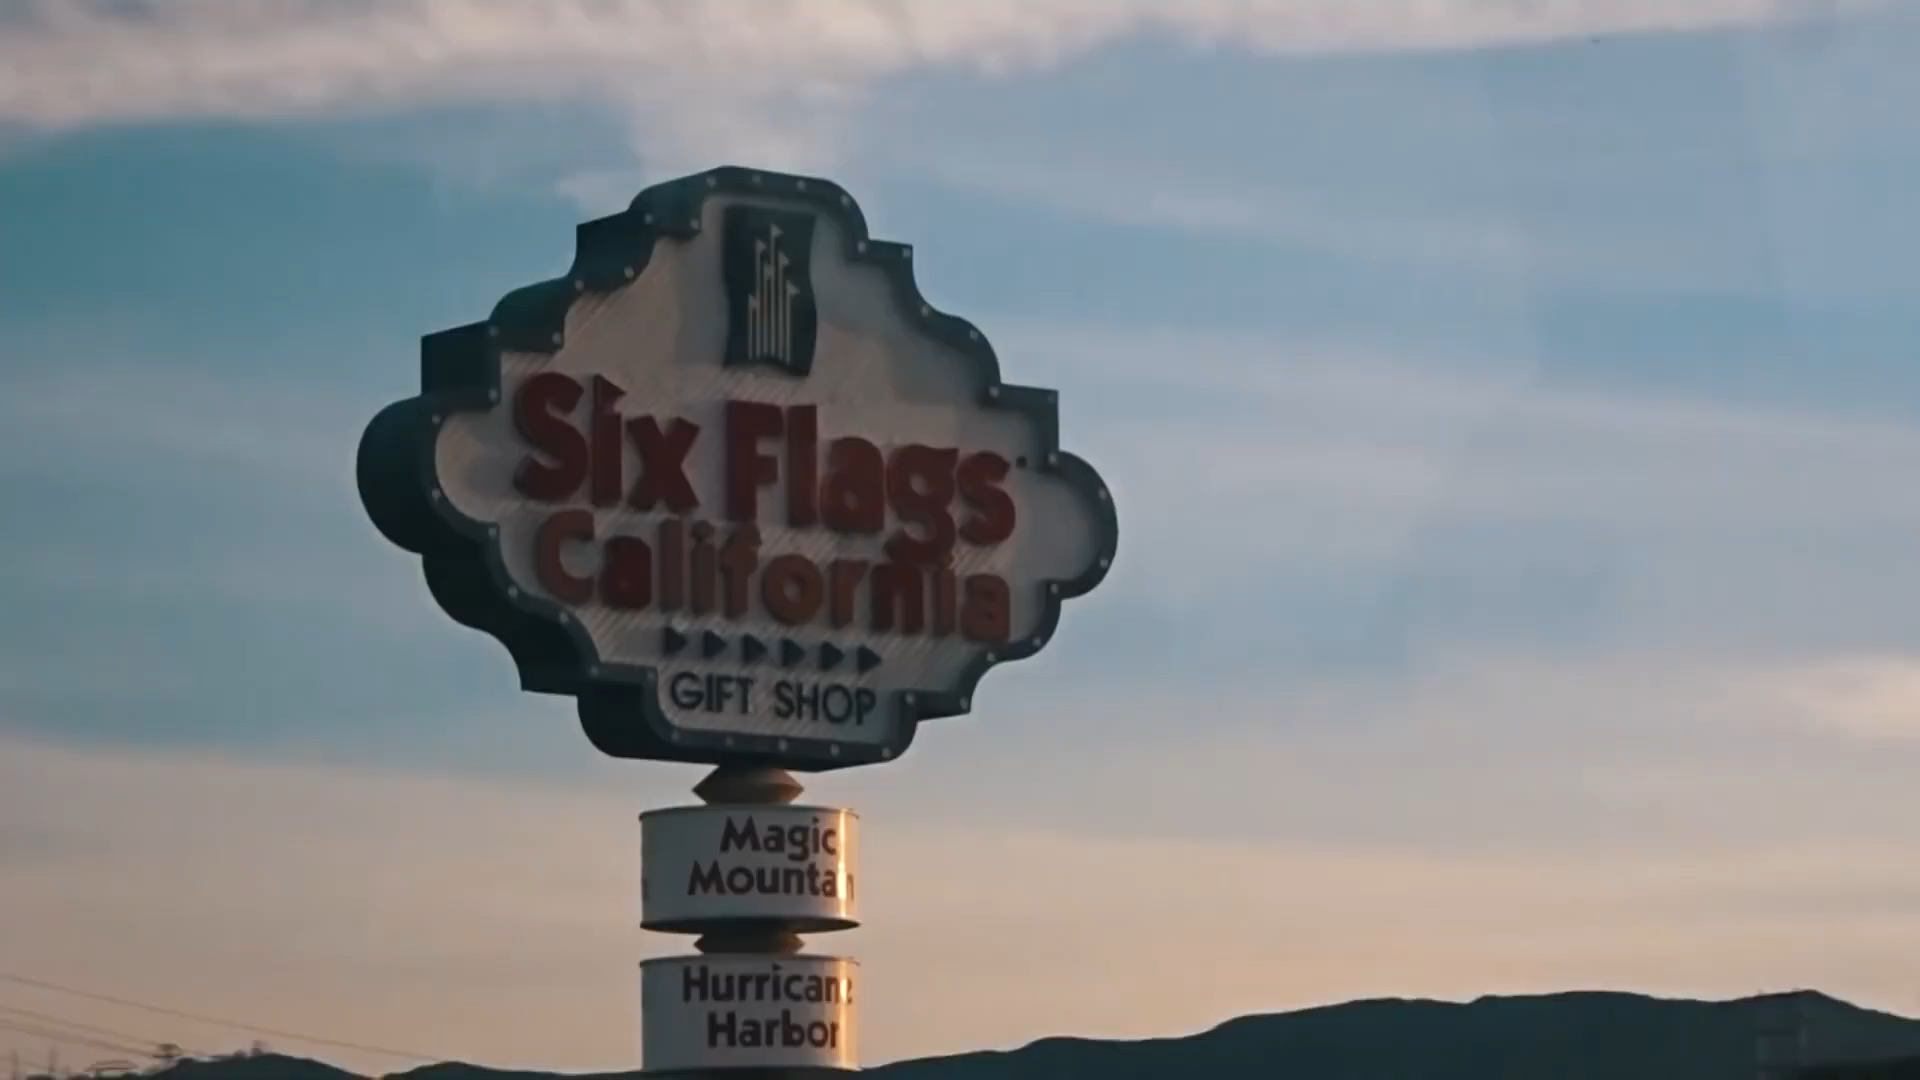 Six Flags
California
GIFT SHOP
Magic
Mountain
Hurricane
Harbor